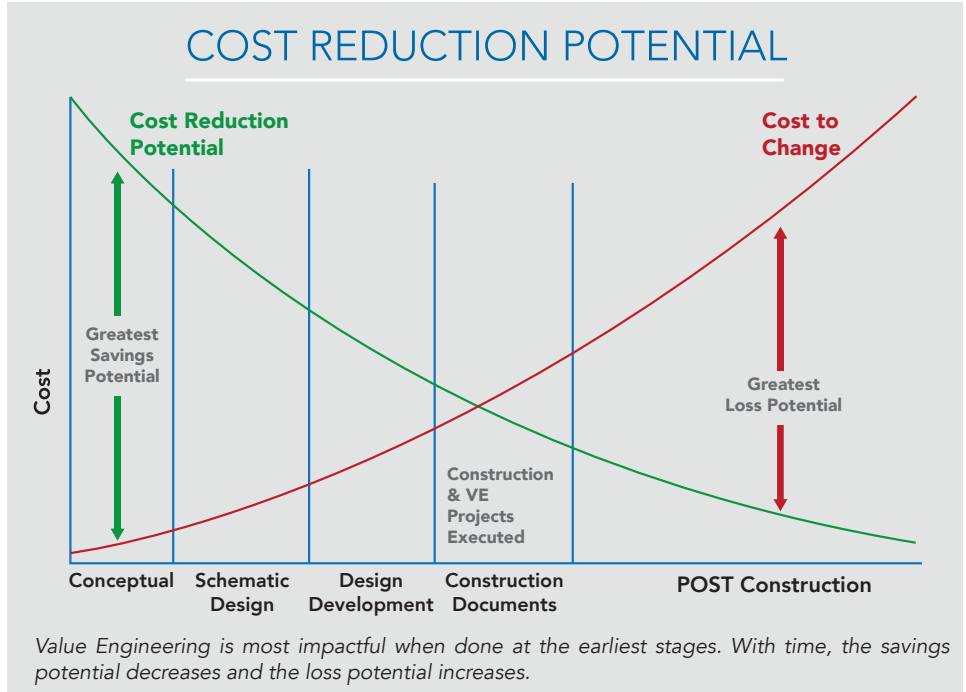 COST REDUCTION POTENTIAL
Cost Reduction
Potential
Cost to
Change
Greatest
Savings
Potential
Greatest
Loss Potential
Cost
Construction
& VE
Projects
Executed
Conceptual
Schematic
Design
Design
Development
Construction
Documents
POST Construction
Value Engineering is most impactful when done at the earliest stages. With time, the savings
potential decreases and the loss potential increases.